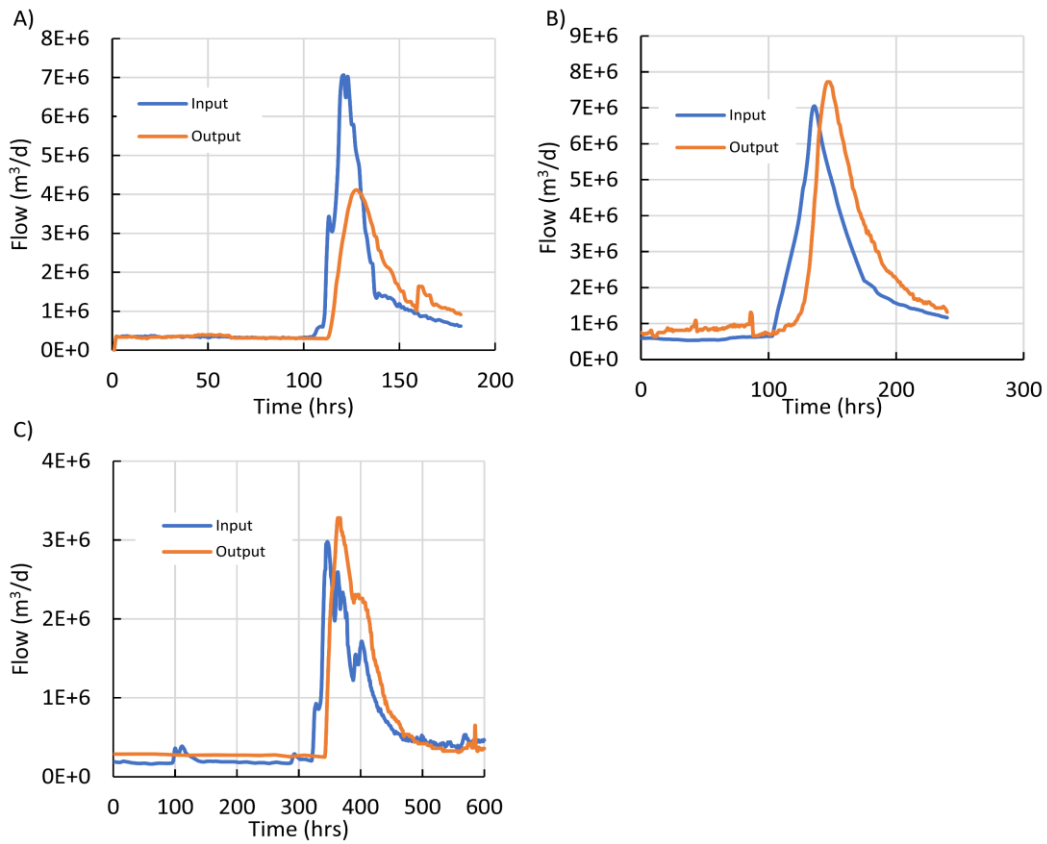 A)
8E+6
7E+6
6E+6
5E+6
4E+6
3E+6
2E+6
1E+6
0E+0
Flow (m³/d)
Input
Output
0 50 100 150 200
Time (hrs)
B)
9E+6
8E+6
7E+6
6E+6
5E+6
4E+6
3E+6
2E+6
1E+6
0E+0
Flow (m³/d)
Input
Output
0 100 200 300
Time (hrs)
C)
4E+6
3E+6
2E+6
1E+6
0E+0
Flow (m³/d)
Input
Output
0 100 200 300 400 500 600
Time (hrs)